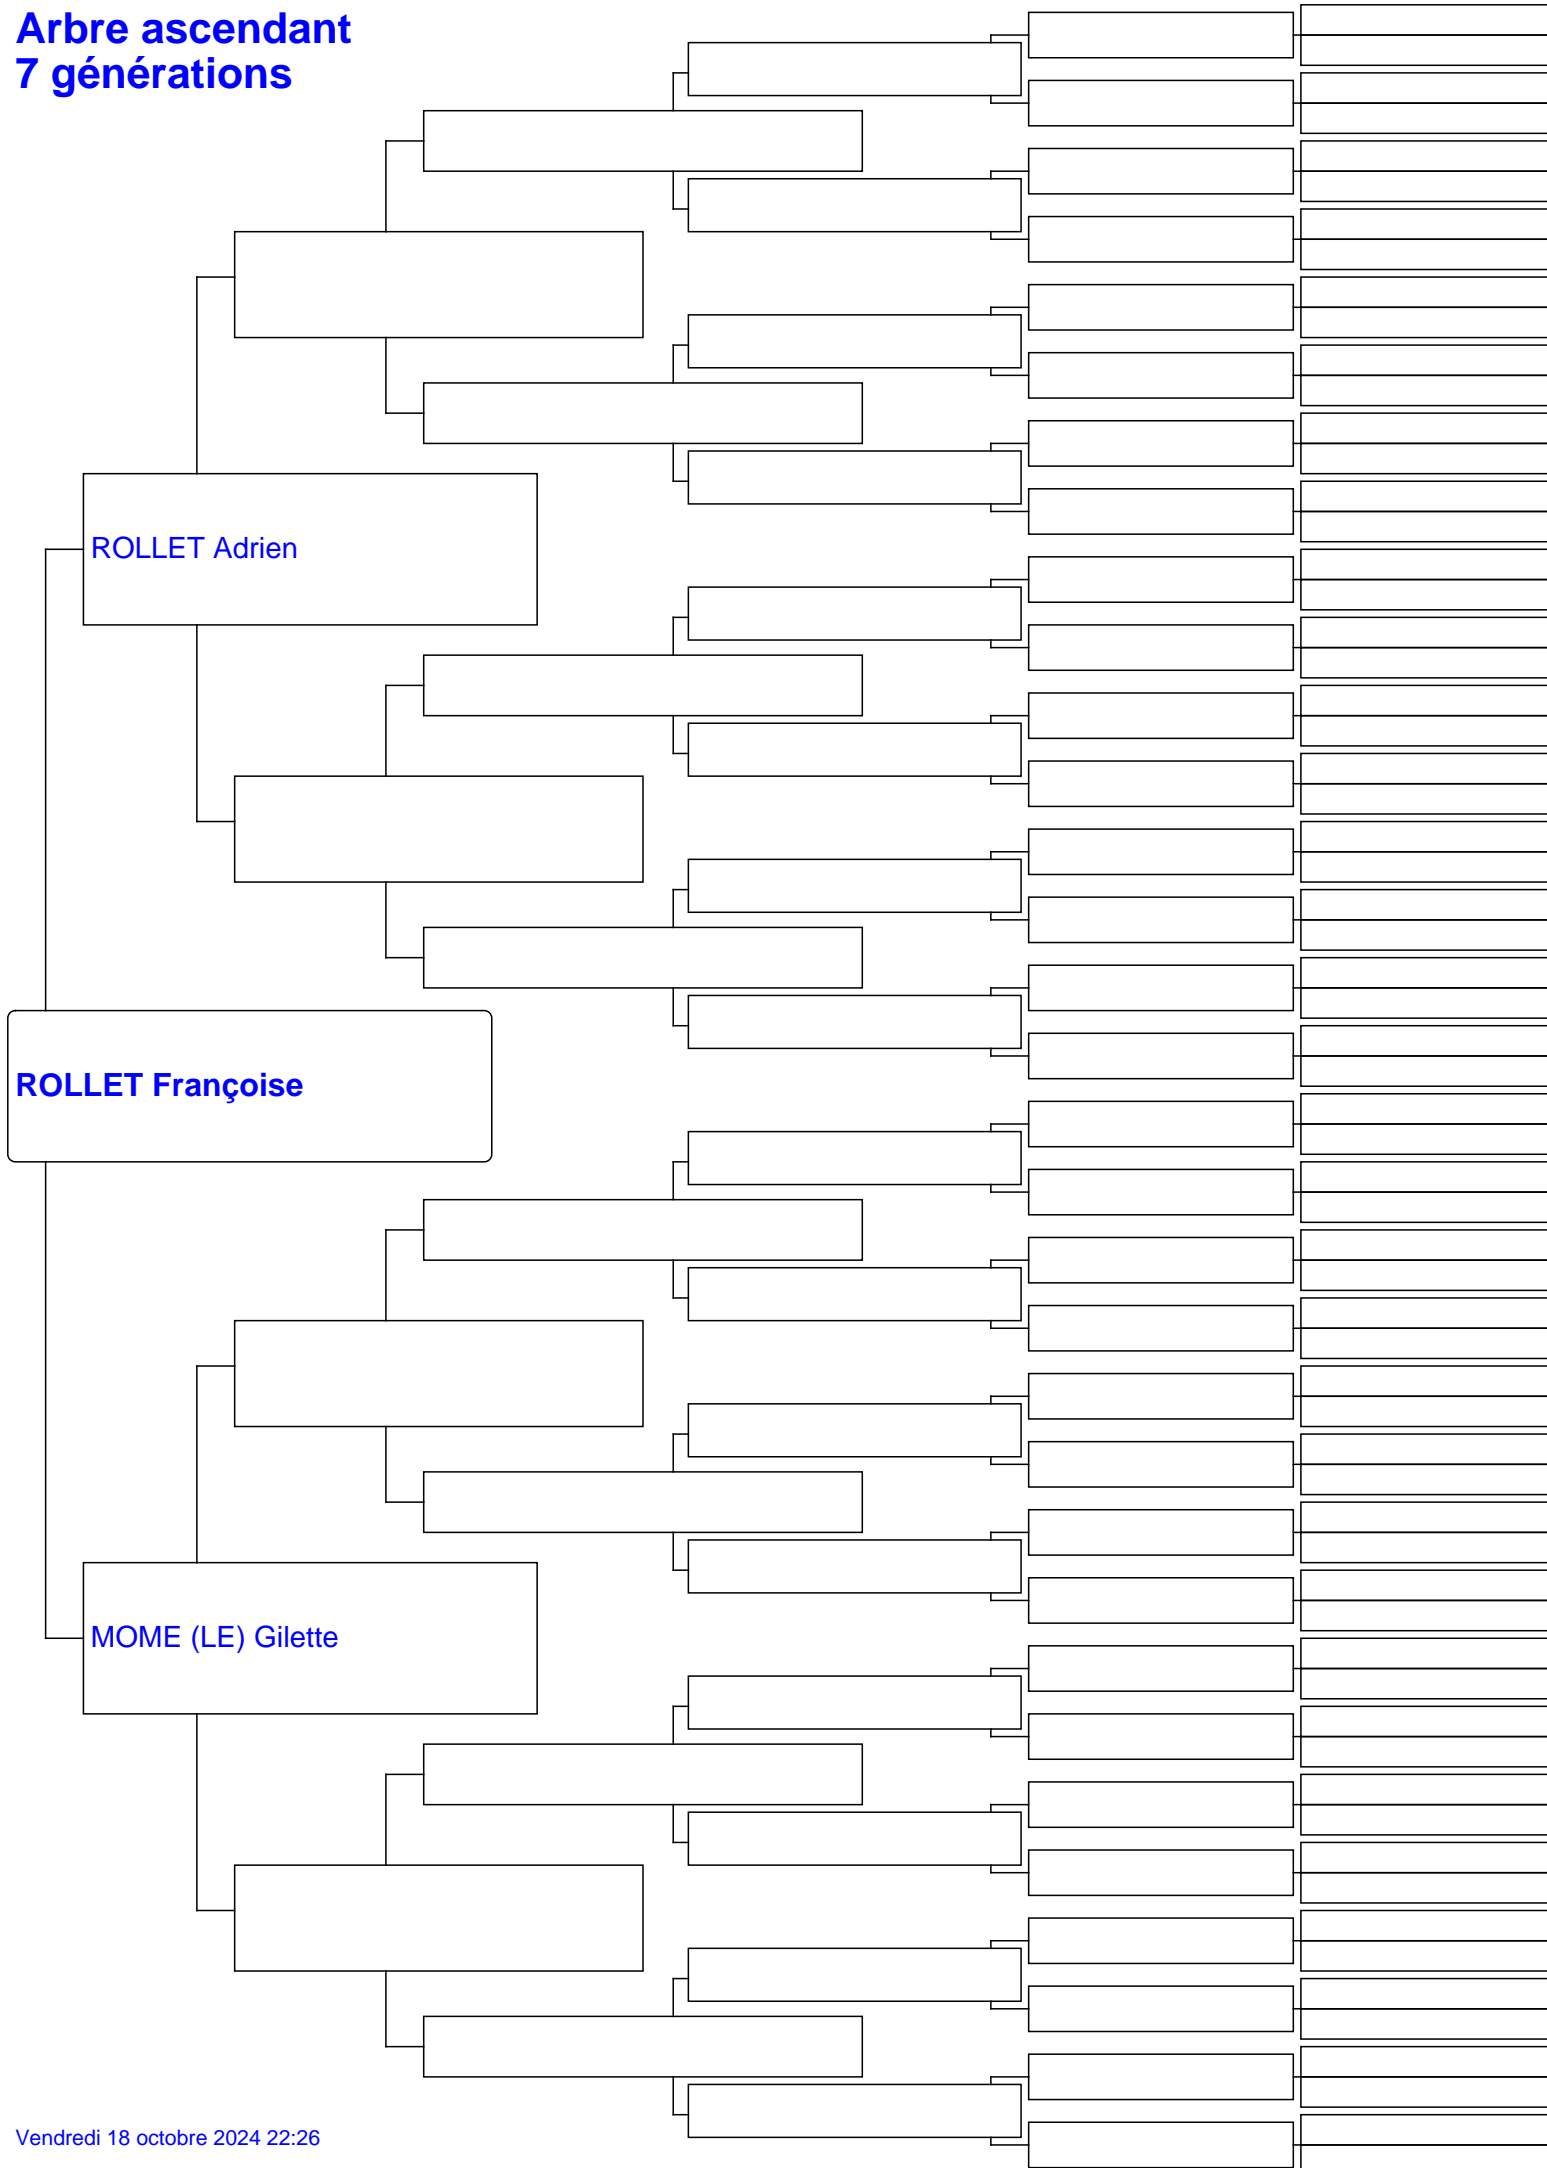 Arbre ascendant
7 générations
ROLLET Adrien
ROLLET Françoise
MOME (LE) Gilette
Vendredi 18 octobre 2024 22:26